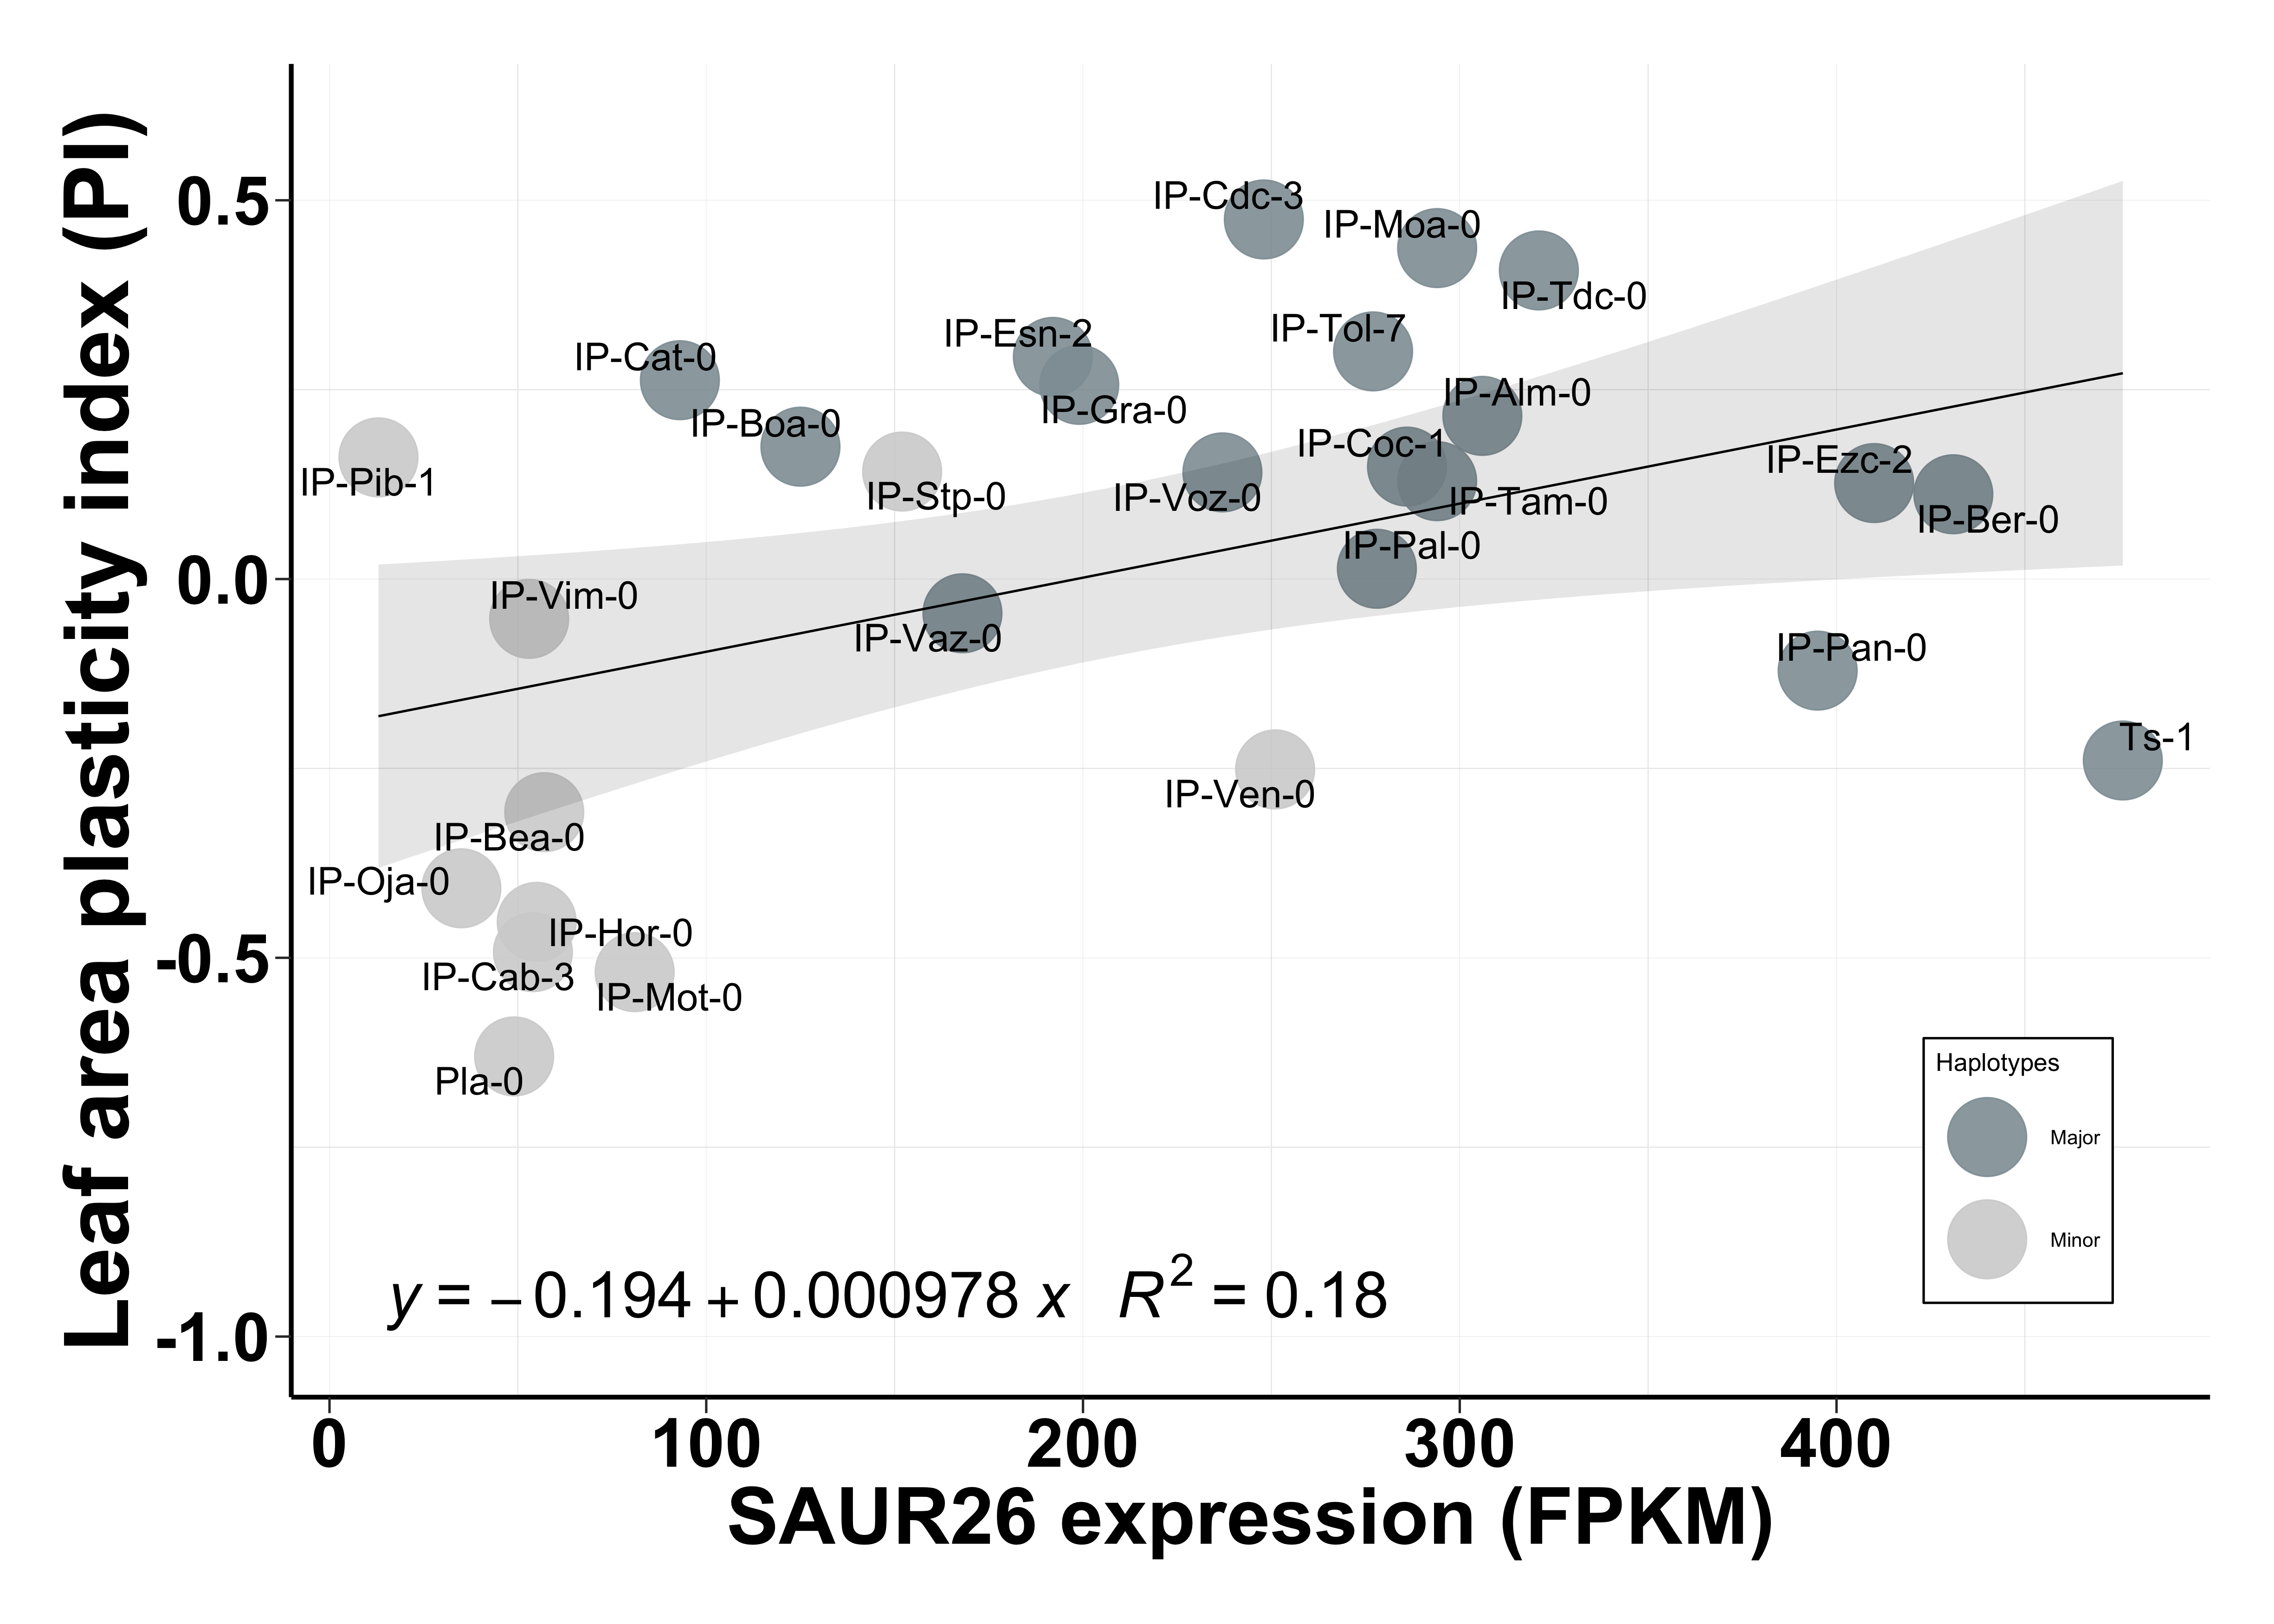 Leaf area plasticity index (PI)
0.5
0.0
-0.5
-1.0
IP-Cdc-3
IP-Moa-0
IP-Tdc-0
IP-Tol-7
IP-Esn-2
IP-Cat-0
IP-Alm-0
IP-Gra-0
IP-Boa-0
IP-Coc-1
IP-Ezc-2
IP-Pib-1
IP-Stp-0
IP-Voz-0
IP-Tam-0
IP-Ber-0
IP-Pal-0
IP-Vim-0
IP-Vaz-0
IP-Pan-0
Ts-1
IP-Ven-0
IP-Bea-0
IP-Oja-0
IP-Hor-0
IP-Cab-3
IP-Mot-0
Pla-0
Haplotypes
Major
Minor
y = − 0.194 + 0.000978 x R² = 0.18
0 100 200 300 400
SAUR26 expression (FPKM)